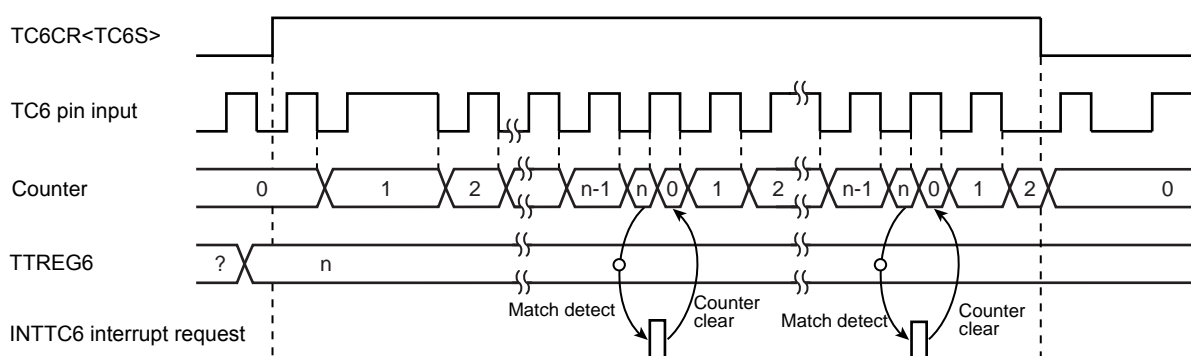 TC6CR<TC6S>
TC6 pin input
Counter
0
1
2
n-1
n
0
1
2
n-1
n
0
1
2
0
TTREG6
?
n
Match detect
Counter
clear
Match detect
Counter
clear
INTTC6 interrupt request